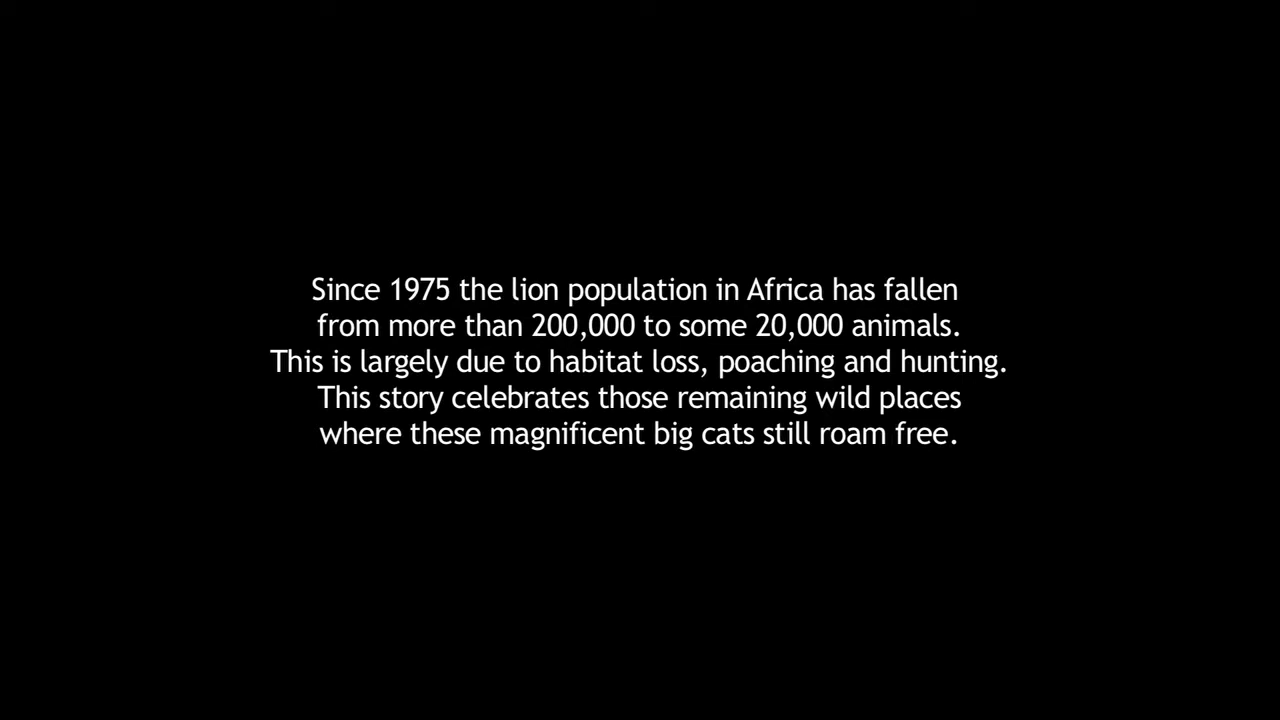 Since 1975 the lion population in Africa has fallen
from more than 200,000 to some 20,000 animals.
This is largely due to habitat loss, poaching and hunting.
This story celebrates those remaining wild places
where these magnificent big cats still roam free.